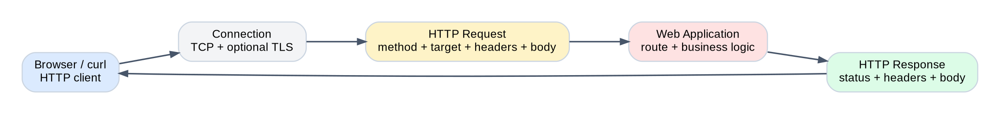 Browser / curl
HTTP client
Connection
TCP + optional TLS
HTTP Request
method + target + headers + body
Web Application
route + business logic
HTTP Response
status + headers + body